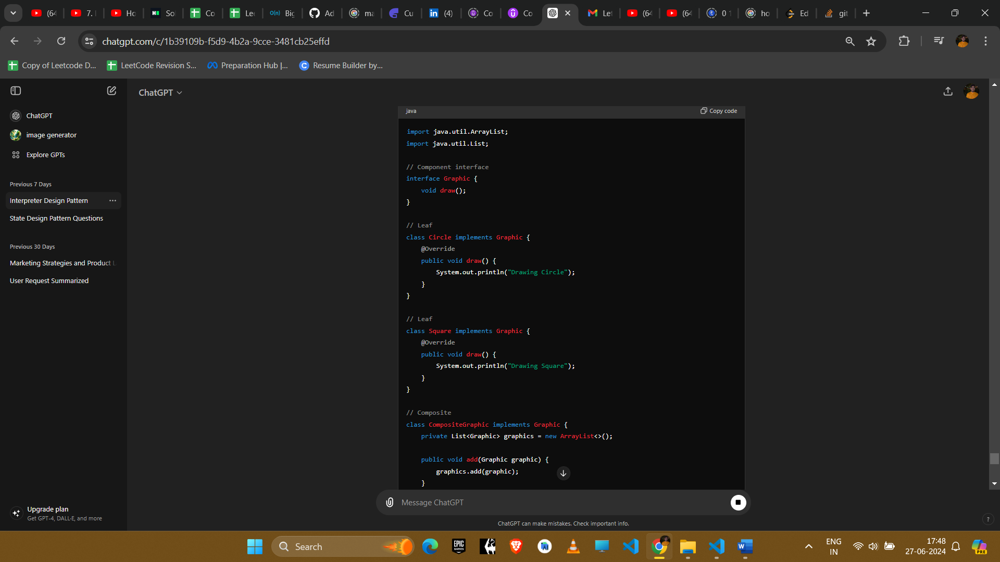 (64
7. I
Ho
So
Co
Lee
O(n) Big
Ad
ma
Cu
(4)
Co
Co
Let
(64
(64
0 1
ho
Ed
git
chatgpt.com/c/1b39109b-f5d9-4b2a-9cce-3481cb25effd
Copy of Leetcode D...
LeetCode Revision S...
Preparation Hub |...
Resume Builder by...
ChatGPT
image generator
Explore GPTs
Previous 7 Days
Interpreter Design Pattern
State Design Pattern Questions
Previous 30 Days
Marketing Strategies and Product L
User Request Summarized
Upgrade plan
Get GPT-4, DALL·E, and more
ChatGPT
java
Copy code
import java.util.ArrayList;
import java.util.List;
// Component interface
interface Graphic {
void draw();
}
// Leaf
class Circle implements Graphic {
@Override
public void draw() {
System.out.println("Drawing Circle");
}
}
// Leaf
class Square implements Graphic {
@Override
public void draw() {
System.out.println("Drawing Square");
}
}
// Composite
class CompositeGraphic implements Graphic {
private List<Graphic> graphics = new ArrayList<>();
public void add(Graphic graphic) {
graphics.add(graphic);
}
Message ChatGPT
ChatGPT can make mistakes. Check important info.
?
Search
EPIC GAMES
ENG
IN
17:48
27-06-2024
PRE